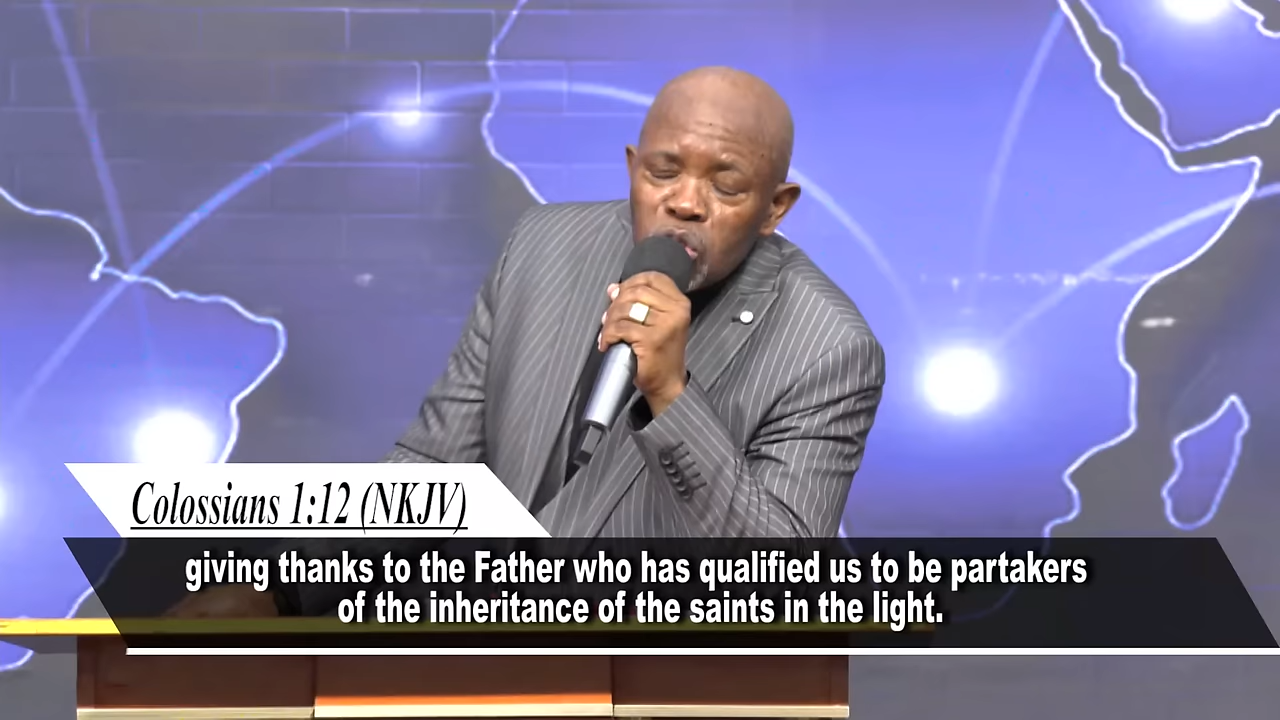 Colossians 1:12 (NKJV)
giving thanks to the Father who has qualified us to be partakers
of the inheritance of the saints in the light.